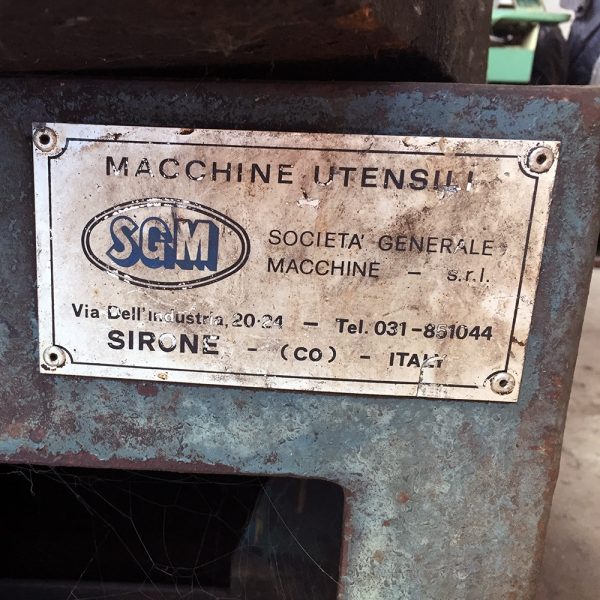 MACCHINE UTENSILI
SGM
SOCIETA' GENERALE
MACCHINE - s.r.l.
Via Dell'industria, 20-24 - Tel. 031-851044
SIRONE - (CO) - ITALY